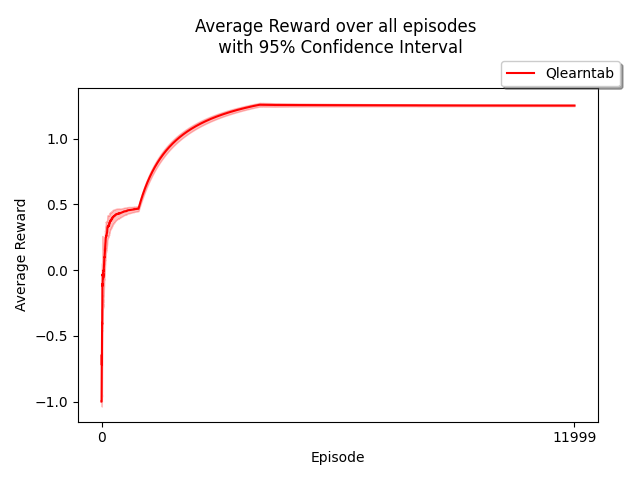 Average Reward over all episodes
with 95% Confidence Interval
Qlearntab
1.0
0.5
0.0
−0.5
−1.0
Average Reward
0
11999
Episode